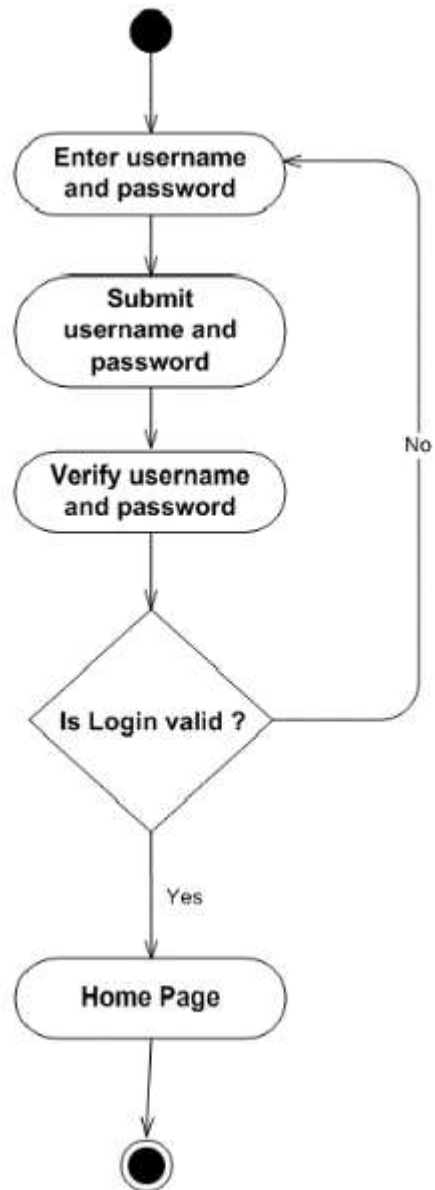 Enter username
and password
Submit
username and
password
Verify username
and password
No
Is Login valid ?
Yes
Home Page